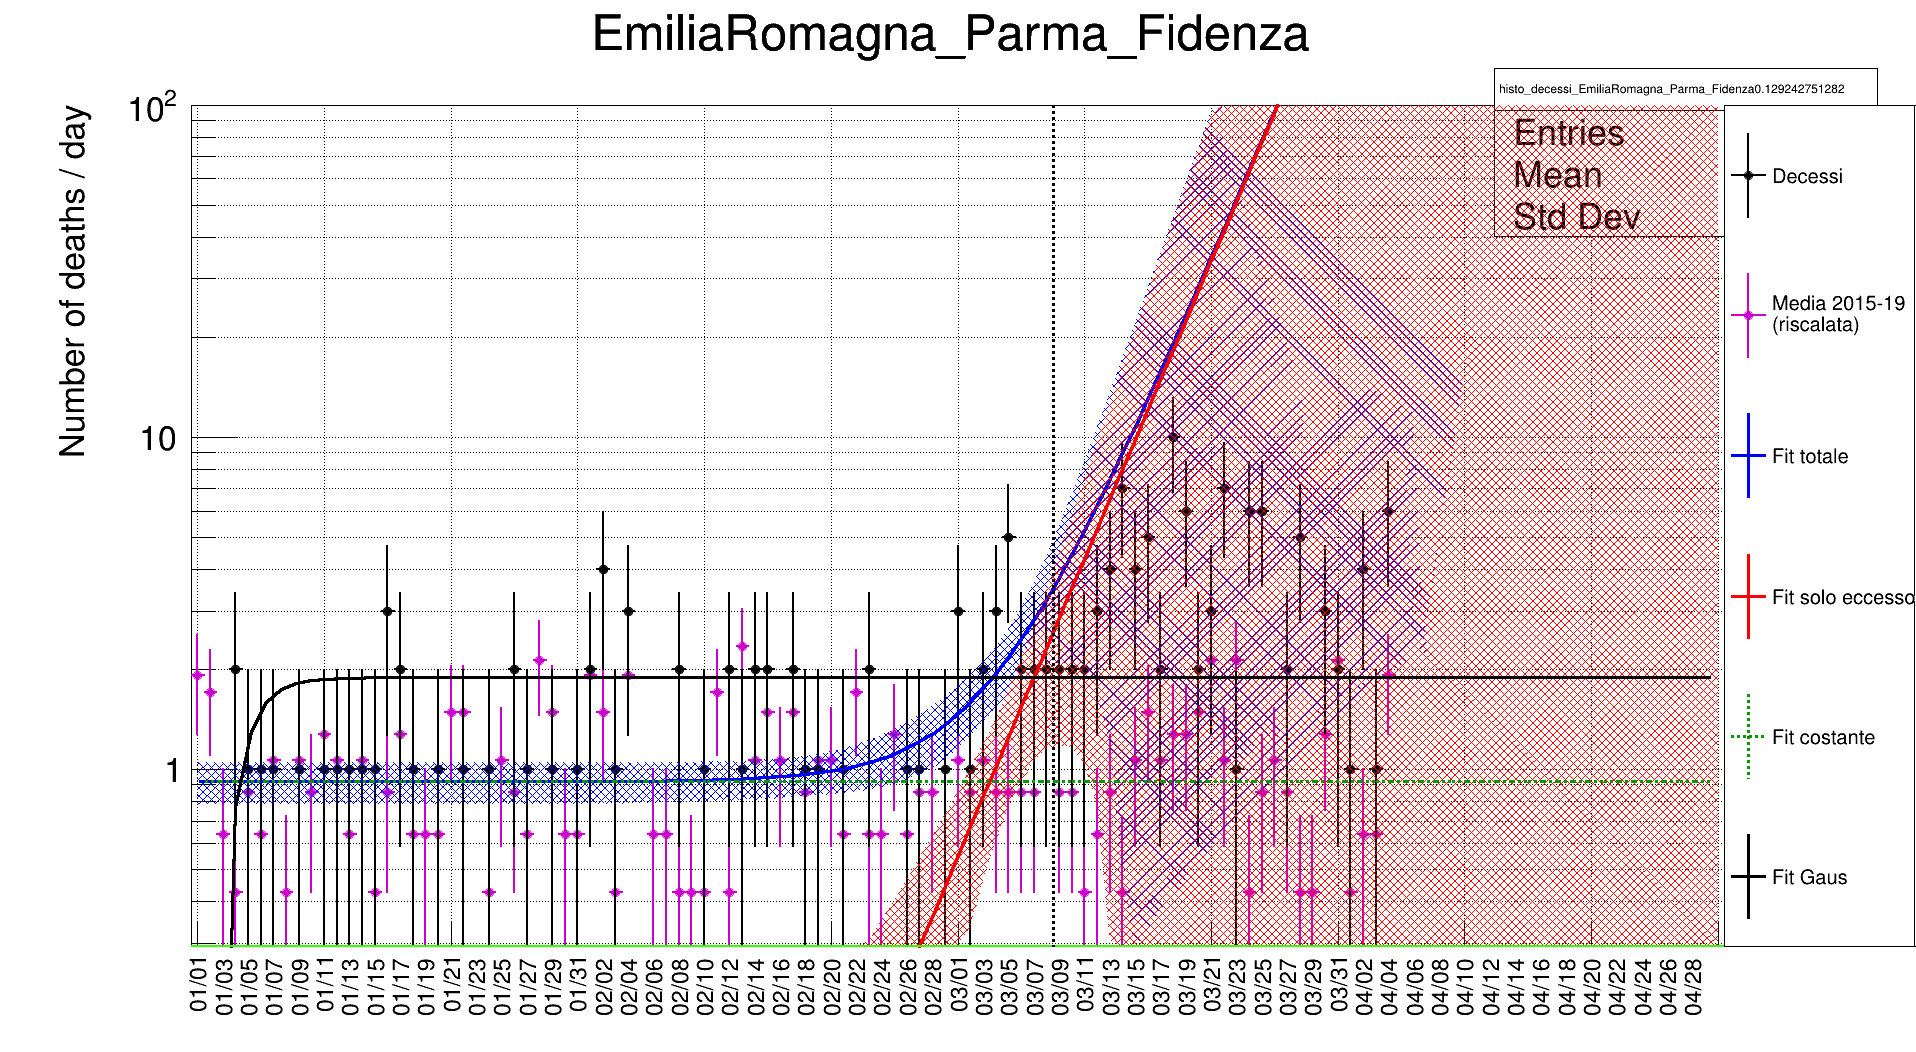 EmiliaRomagna_Parma_Fidenza
histo_decessi_EmiliaRomagna_Parma_Fidenza0.129242751282
Entries
Mean
Std Dev
Number of deaths / day
10²
10
1
Decessi
Media 2015-19
(riscalata)
Fit totale
Fit solo eccesso
Fit costante
Fit Gaus
01/01 01/03 01/05 01/07 01/09 01/11 01/13 01/15 01/17 01/19 01/21 01/23 01/25 01/27 01/29 01/31 02/02 02/04 02/06 02/08 02/10 02/12 02/14 02/16 02/18 02/20 02/22 02/24 02/26 02/28 03/01 03/03 03/05 03/07 03/09 03/11 03/13 03/15 03/17 03/19 03/21 03/23 03/25 03/27 03/29 03/31 04/02 04/04 04/06 04/08 04/10 04/12 04/14 04/16 04/18 04/20 04/22 04/24 04/26 04/28